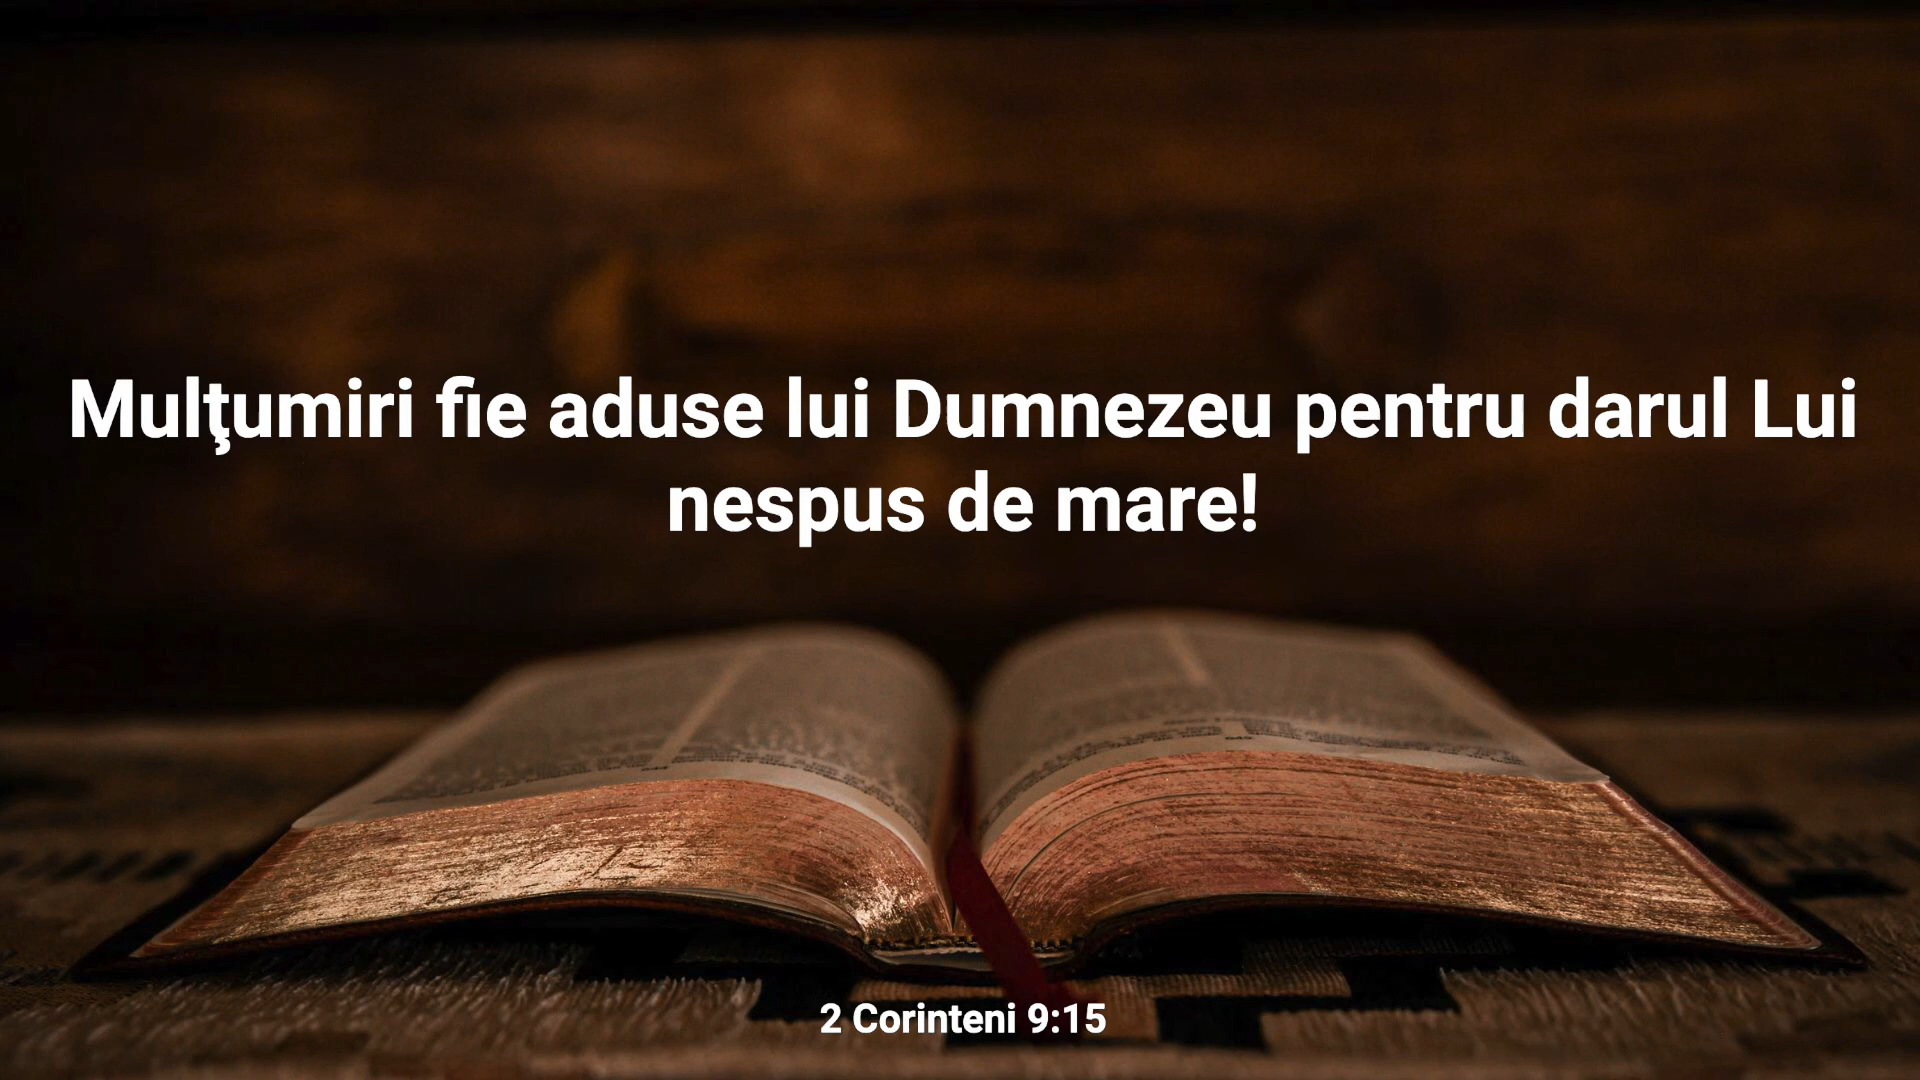 Mulţumiri fie aduse lui Dumnezeu pentru darul Lui
nespus de mare!
2 Corinteni 9:15